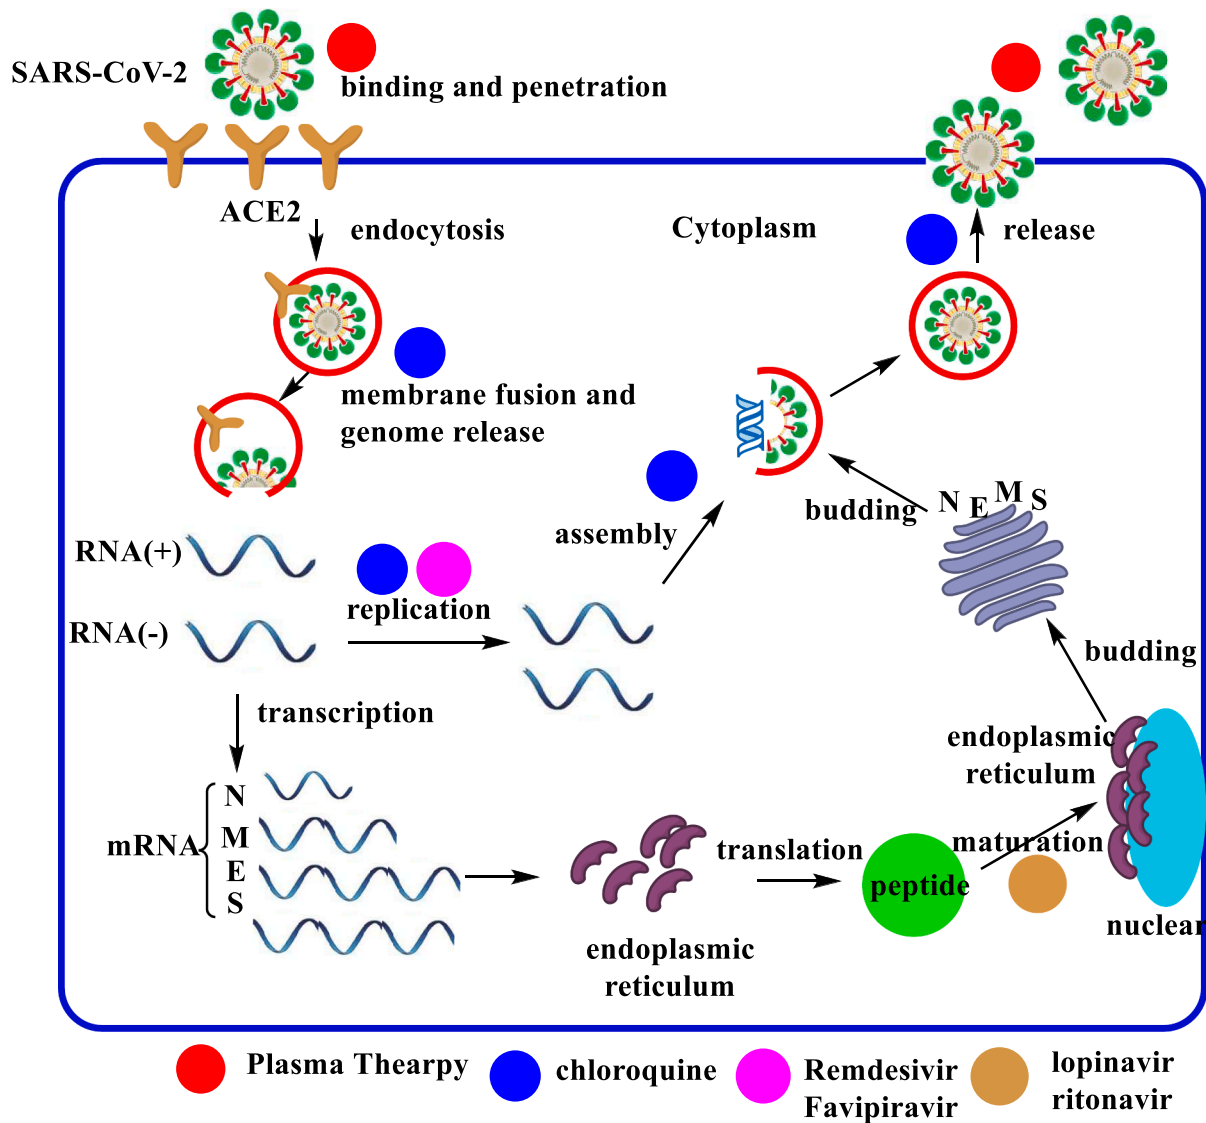 SARS-CoV-2
binding and penetration
ACE2
endocytosis
Cytoplasm
release
membrane fusion and
genome release
assembly
budding
N E M S
RNA(+)
RNA(-)
replication
budding
transcription
endoplasmic
reticulum
mRNA
N
M
E
S
translation
peptide
maturation
nuclear
endoplasmic
reticulum
Plasma Thearpy
chloroquine
Remdesivir
Favipiravir
lopinavir
ritonavir